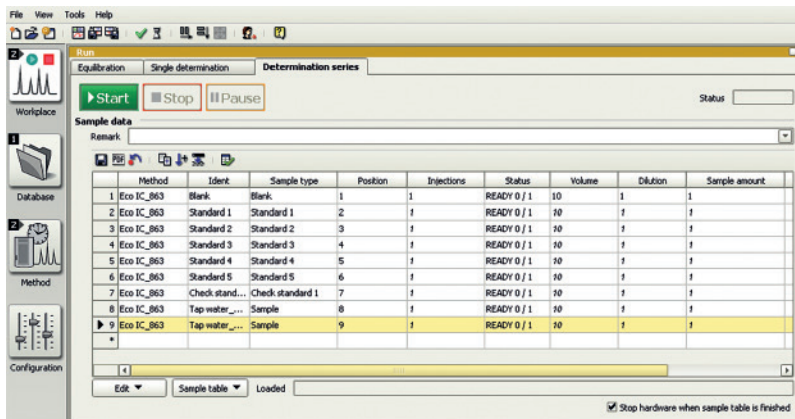 File View Tools Help
Run
Equilibration Single determination Determination series
Start Stop Pause Status
Sample data
Remark
PDF
Method Ident Sample type Position Injections Status Volume Dilution Sample amount
1 Eco IC_863 Blank Blank 1 1 READY 0 / 1 10 1 1
2 Eco IC_863 Standard 1 Standard 1 2 1 READY 0 / 1 10 1 1
3 Eco IC_863 Standard 2 Standard 2 3 1 READY 0 / 1 10 1 1
4 Eco IC_863 Standard 3 Standard 3 4 1 READY 0 / 1 10 1 1
5 Eco IC_863 Standard 4 Standard 4 5 1 READY 0 / 1 10 1 1
6 Eco IC_863 Standard 5 Standard 5 6 1 READY 0 / 1 10 1 1
7 Eco IC_863 Check stand... Check standard 1 7 1 READY 0 / 1 10 1 1
8 Eco IC_863 Tap water_... Sample 8 1 READY 0 / 1 10 1 1
9 Eco IC_863 Tap water_... Sample 9 1 READY 0 / 1 10 1 1
*
Edit Sample table Loaded
Stop hardware when sample table is finished
2
Workplace
1
Database
2
Method
Configuration